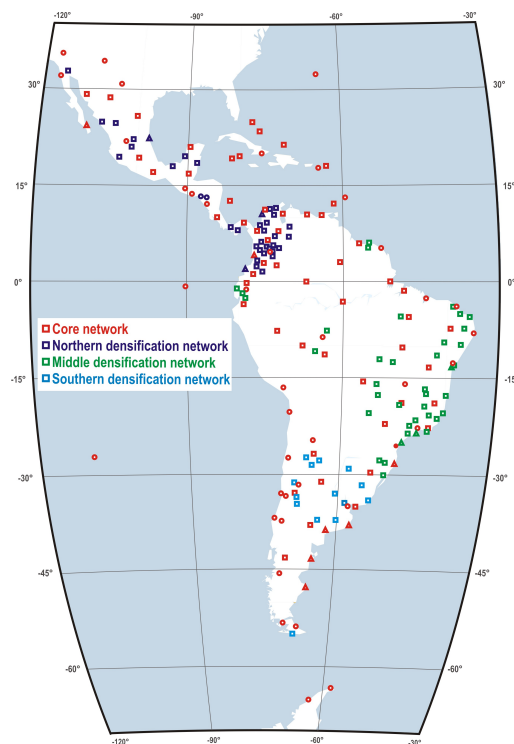 -120° -90° -60° -30°
30° 30°
15° 15°
0° 0°
Core network
Northern densification network
Middle densification network
Southern densification network
-15° -15°
-30° -30°
-45° -45°
-60° -60°
-120° -90° -60° -30°